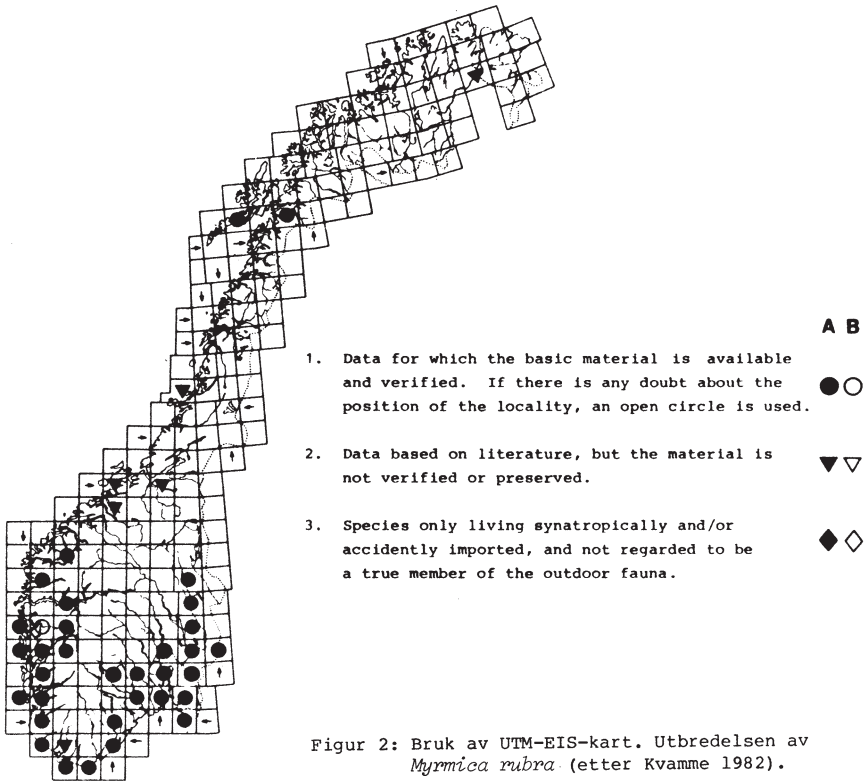 A B
1. Data for which the basic material is available
and verified. If there is any doubt about the
position of the locality, an open circle is used.
2. Data based on literature, but the material is
not verified or preserved.
3. Species only living synatropically and/or
accidently imported, and not regarded to be
a true member of the outdoor fauna.
Figur 2: Bruk av UTM-EIS-kart. Utbredelsen av
Myrmica rubra (etter Kvamme 1982).